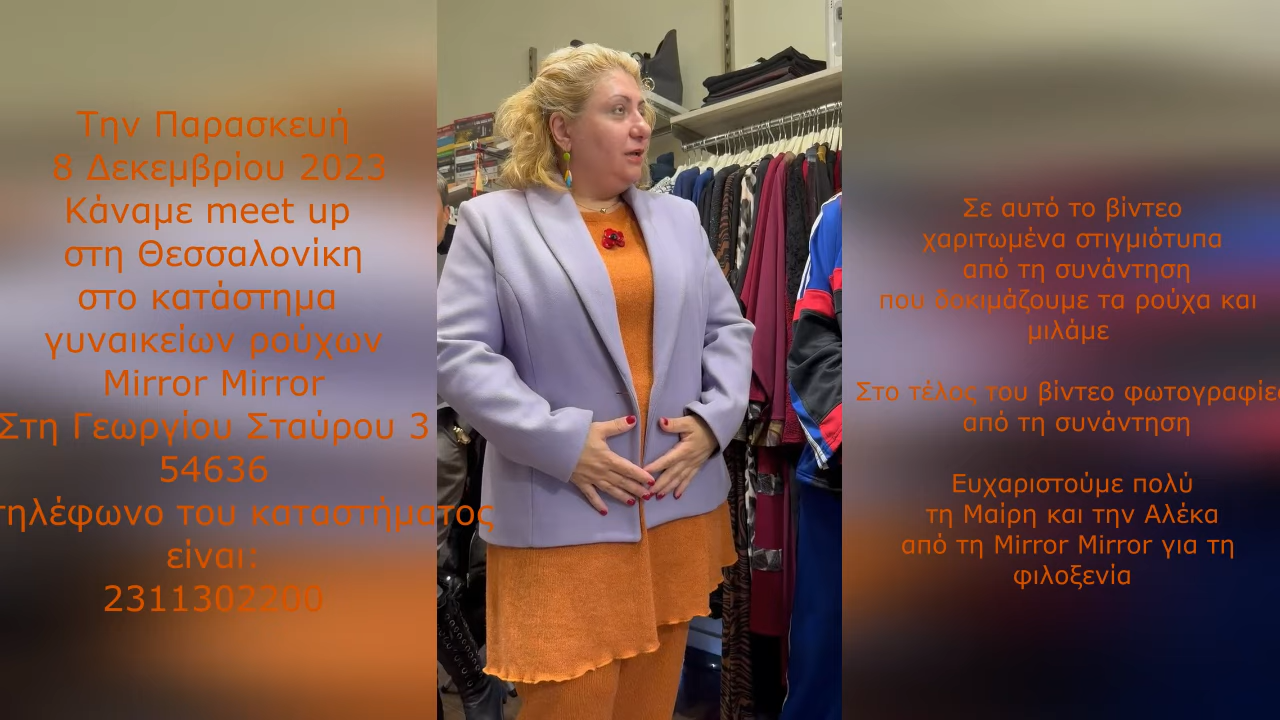 Την Παρασκευή
8 Δεκεμβρίου 2023
Κάναμε meet up
στη Θεσσαλονίκη
στο κατάστημα
γυναικείων ρούχων
Mirror Mirror
Στη Γεωργίου Σταύρου 3
54636
τηλέφωνο του καταστήματος
είναι:
2311302200
Σε αυτό το βίντεο
χαριτωμένα στιγμιότυπα
από τη συνάντηση
που δοκιμάζουμε τα ρούχα και
μιλάμε
Στο τέλος του βίντεο φωτογραφίες
από τη συνάντηση
Ευχαριστούμε πολύ
τη Μαίρη και την Αλέκα
από τη Mirror Mirror για τη
φιλοξενία